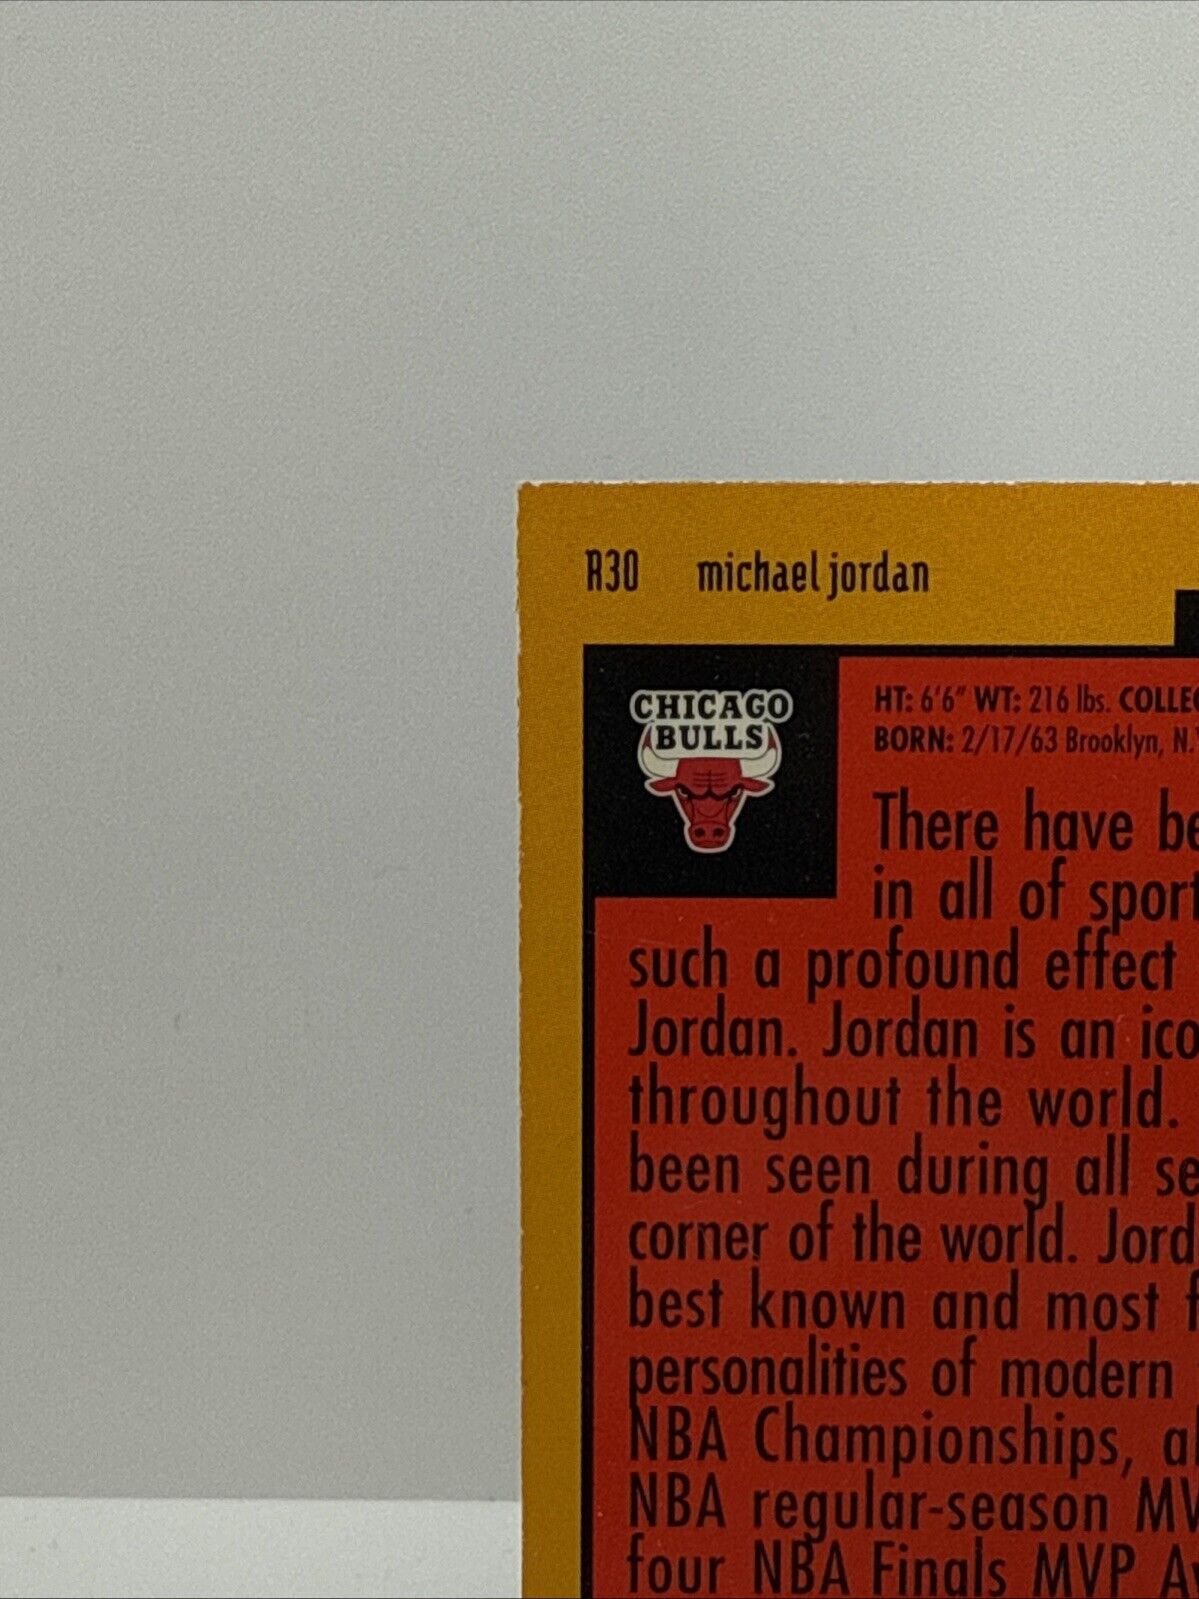 R30 michael jordan
CHICAGO
BULLS
HT: 6'6" WT: 216 lbs.
BORN: 2/17/63 Brooklyn, N.Y
There have
in all of
such a profound effect
Jordan. Jordan is an
throughout the world.
been seen during all
corner of the world.
best known and most
personalities of modern
NBA Championships,
NBA regular-season
four NBA Finals MVP